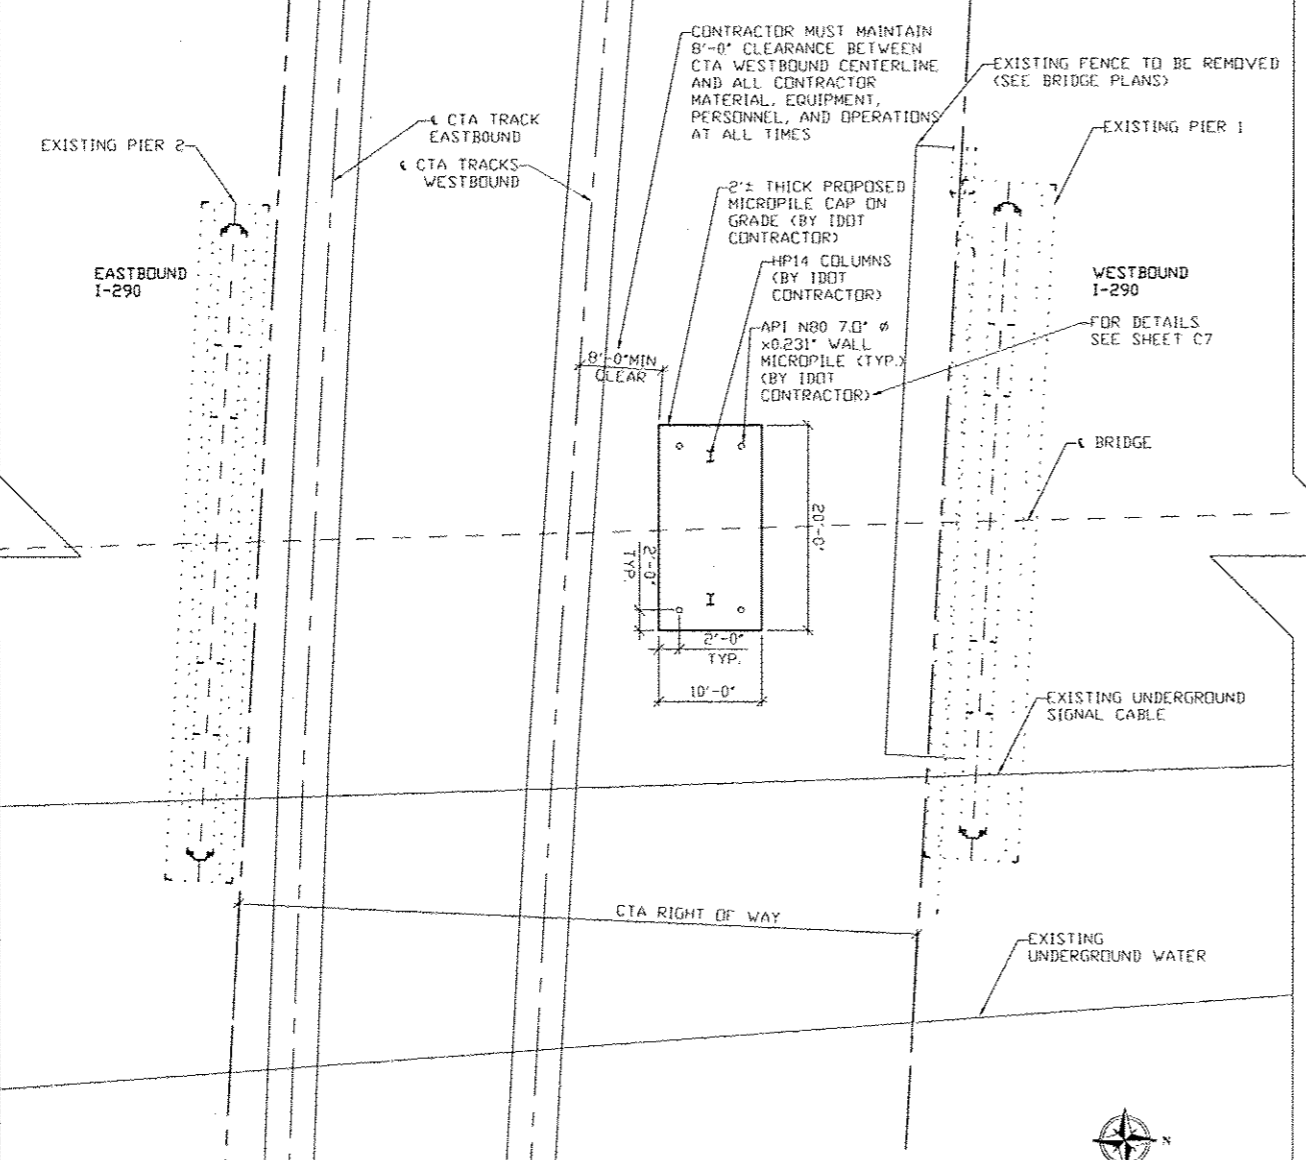 CONTRACTOR MUST MAINTAIN
8'-0" CLEARANCE BETWEEN
CTA WESTBOUND CENTERLINE
AND ALL CONTRACTOR
MATERIAL, EQUIPMENT,
PERSONNEL, AND OPERATIONS
AT ALL TIMES
EXISTING FENCE TO BE REMOVED
(SEE BRIDGE PLANS)
EXISTING PIER 2
℄ CTA TRACK
EASTBOUND
℄ CTA TRACKS
WESTBOUND
EXISTING PIER 1
2'± THICK PROPOSED
MICROPILE CAP ON
GRADE (BY IDOT
CONTRACTOR)
HP14 COLUMNS
(BY IDOT
CONTRACTOR)
EASTBOUND
I-290
WESTBOUND
I-290
API N80 7.0" ø
x0.231" WALL
MICROPILE (TYP.)
(BY IDOT
CONTRACTOR)
FOR DETAILS
SEE SHEET C7
8'-0"MIN
CLEAR
℄ BRIDGE
20'-0"
2'-0"
TYP.
2'-0"
TYP.
10'-0"
EXISTING UNDERGROUND
SIGNAL CABLE
CTA RIGHT OF WAY
EXISTING
UNDERGROUND WATER
N